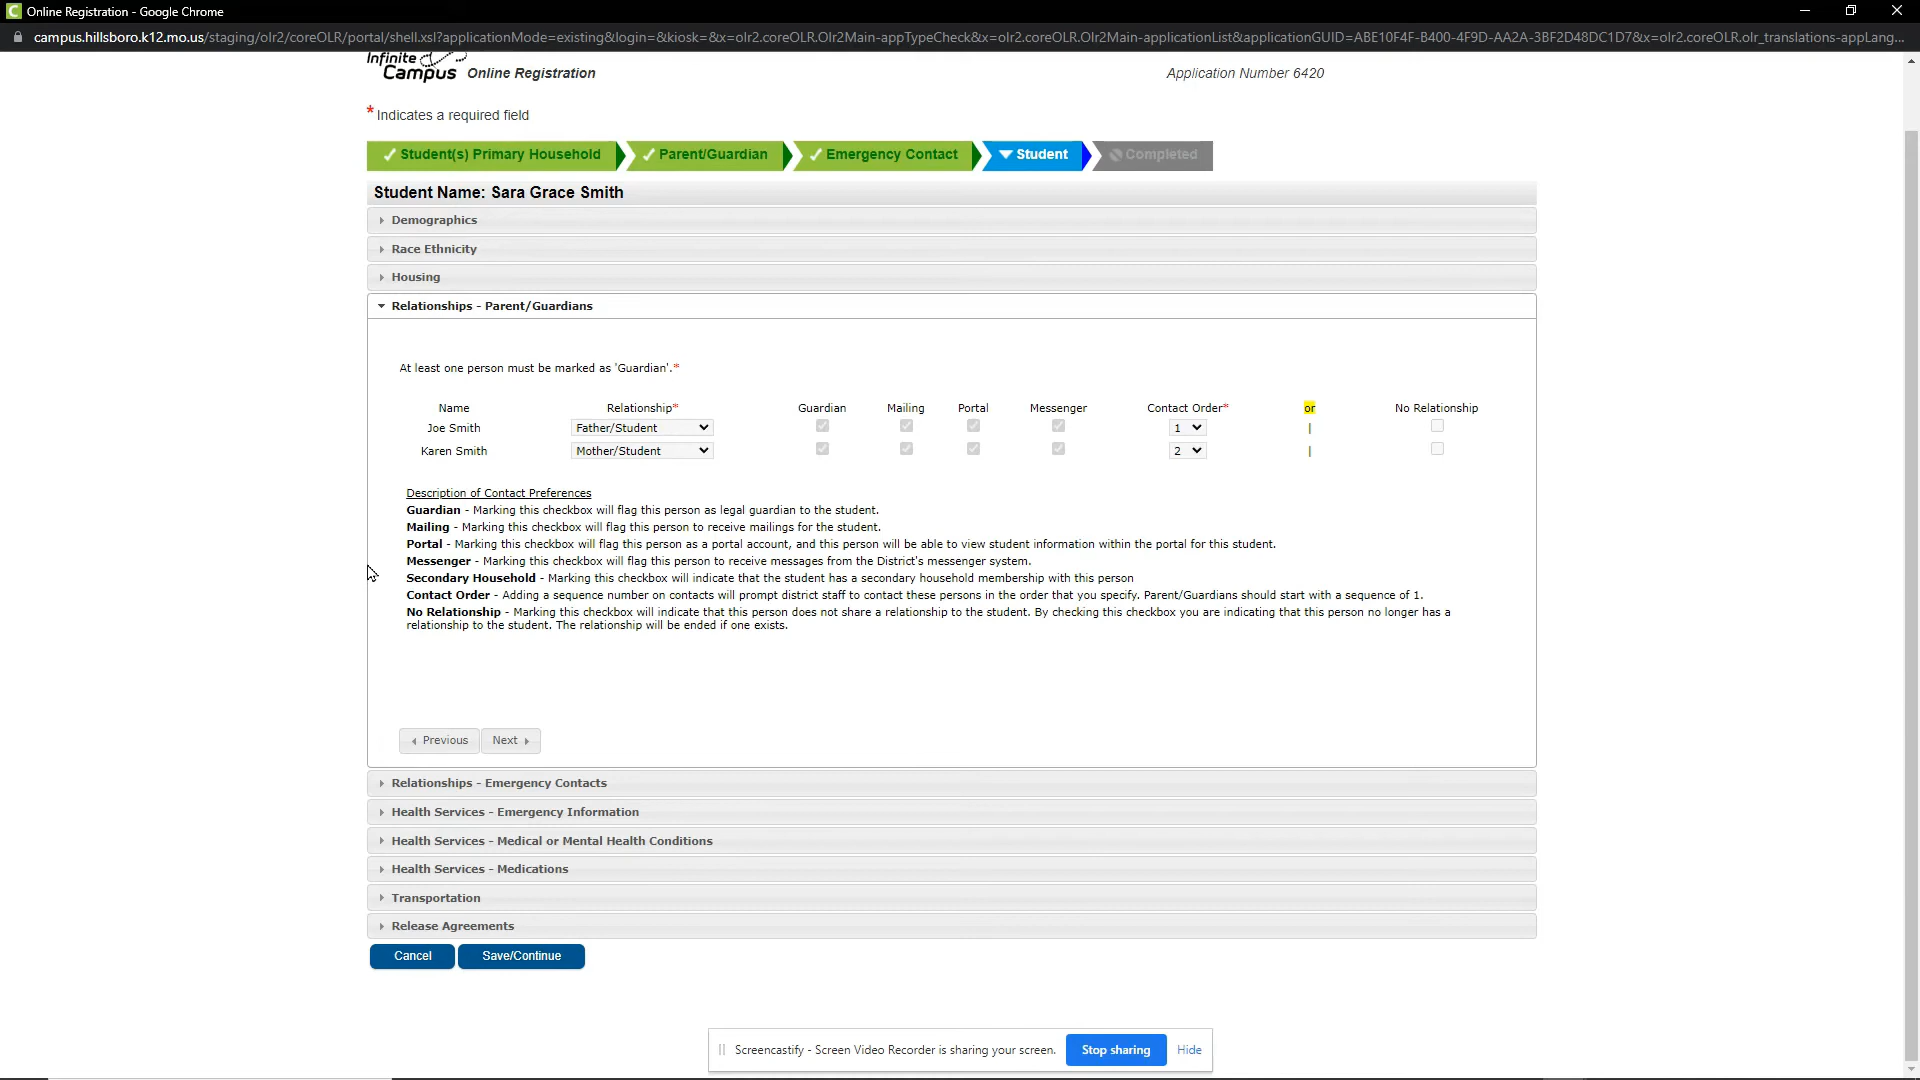 Online Registration - Google Chrome
campus.hillsboro.k12.mo.us/staging/olr2/coreOLR/portal/shell.xsl?applicationMode=existing&login=&kiosk=&x=olr2.coreOLR.Olr2Main-appTypeCheck&x=olr2.coreOLR.Olr2Main-applicationList&applicationGUID=ABE10F4F-B400-4F9D-AA2A-3BF2D48DC1D7&x=olr2.coreOLR.olr_translations-appLang...
Infinite Campus Online Registration Application Number 6420
* Indicates a required field
Student(s) Primary Household Parent/Guardian Emergency Contact Student Completed
Student Name: Sara Grace Smith
Demographics
Race Ethnicity
Housing
Relationships - Parent/Guardians
At least one person must be marked as 'Guardian'.*
Name Relationship* Guardian Mailing Portal Messenger Contact Order* or No Relationship
Joe Smith Father/Student 1 |
Karen Smith Mother/Student 2 |
Description of Contact Preferences
Guardian - Marking this checkbox will flag this person as legal guardian to the student.
Mailing - Marking this checkbox will flag this person to receive mailings for the student.
Portal - Marking this checkbox will flag this person as a portal account, and this person will be able to view student information within the portal for this student.
Messenger - Marking this checkbox will flag this person to receive messages from the District's messenger system.
Secondary Household - Marking this checkbox will indicate that the student has a secondary household membership with this person
Contact Order - Adding a sequence number on contacts will prompt district staff to contact these persons in the order that you specify. Parent/Guardians should start with a sequence of 1.
No Relationship - Marking this checkbox will indicate that this person does not share a relationship to the student. By checking this checkbox you are indicating that this person no longer has a
relationship to the student. The relationship will be ended if one exists.
Previous Next
Relationships - Emergency Contacts
Health Services - Emergency Information
Health Services - Medical or Mental Health Conditions
Health Services - Medications
Transportation
Release Agreements
Cancel Save/Continue
Screencastify - Screen Video Recorder is sharing your screen. Stop sharing Hide